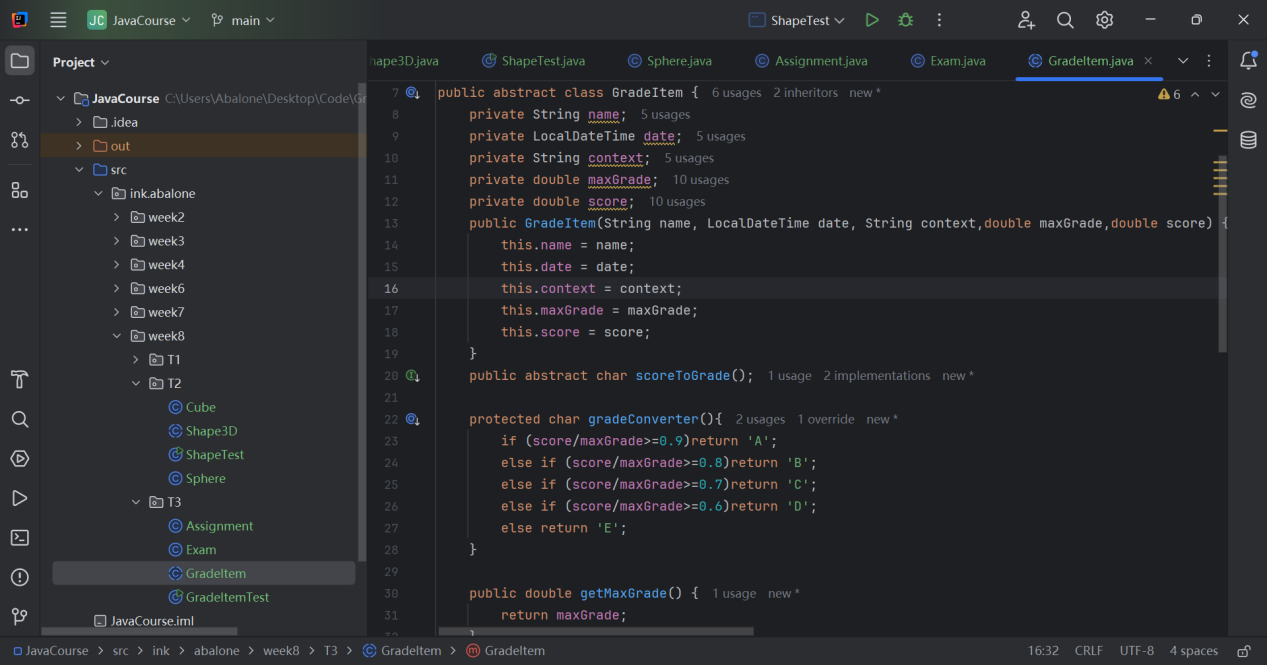 JC JavaCourse main ShapeTest
Project
hape3D.java ShapeTest.java Sphere.java Assignment.java Exam.java GradeItem.java
JavaCourse C:\Users\Abalone\Desktop\Code\Gr
.idea
out
src
ink.abalone
week2
week3
week4
week6
week7
week8
T1
T2
Cube
Shape3D
ShapeTest
Sphere
T3
Assignment
Exam
GradeItem
GradeItemTest
JavaCourse.iml
6
7 public abstract class GradeItem { 6 usages 2 inheritors new *
8 private String name; 5 usages
9 private LocalDateTime date; 5 usages
10 private String context; 5 usages
11 private double maxGrade; 10 usages
12 private double score; 10 usages
13 public GradeItem(String name, LocalDateTime date, String context,double maxGrade,double score) {
14 this.name = name;
15 this.date = date;
16 this.context = context;
17 this.maxGrade = maxGrade;
18 this.score = score;
19 }
20 public abstract char scoreToGrade(); 1 usage 2 implementations new *
21
22 protected char gradeConverter(){ 2 usages 1 override new *
23 if (score/maxGrade>=0.9)return 'A';
24 else if (score/maxGrade>=0.8)return 'B';
25 else if (score/maxGrade>=0.7)return 'C';
26 else if (score/maxGrade>=0.6)return 'D';
27 else return 'E';
28 }
29
30 public double getMaxGrade() { 1 usage new *
31 return maxGrade;
32 }
JavaCourse > src > ink > abalone > week8 > T3 > GradeItem > GradeItem 16:32 CRLF UTF-8 4 spaces